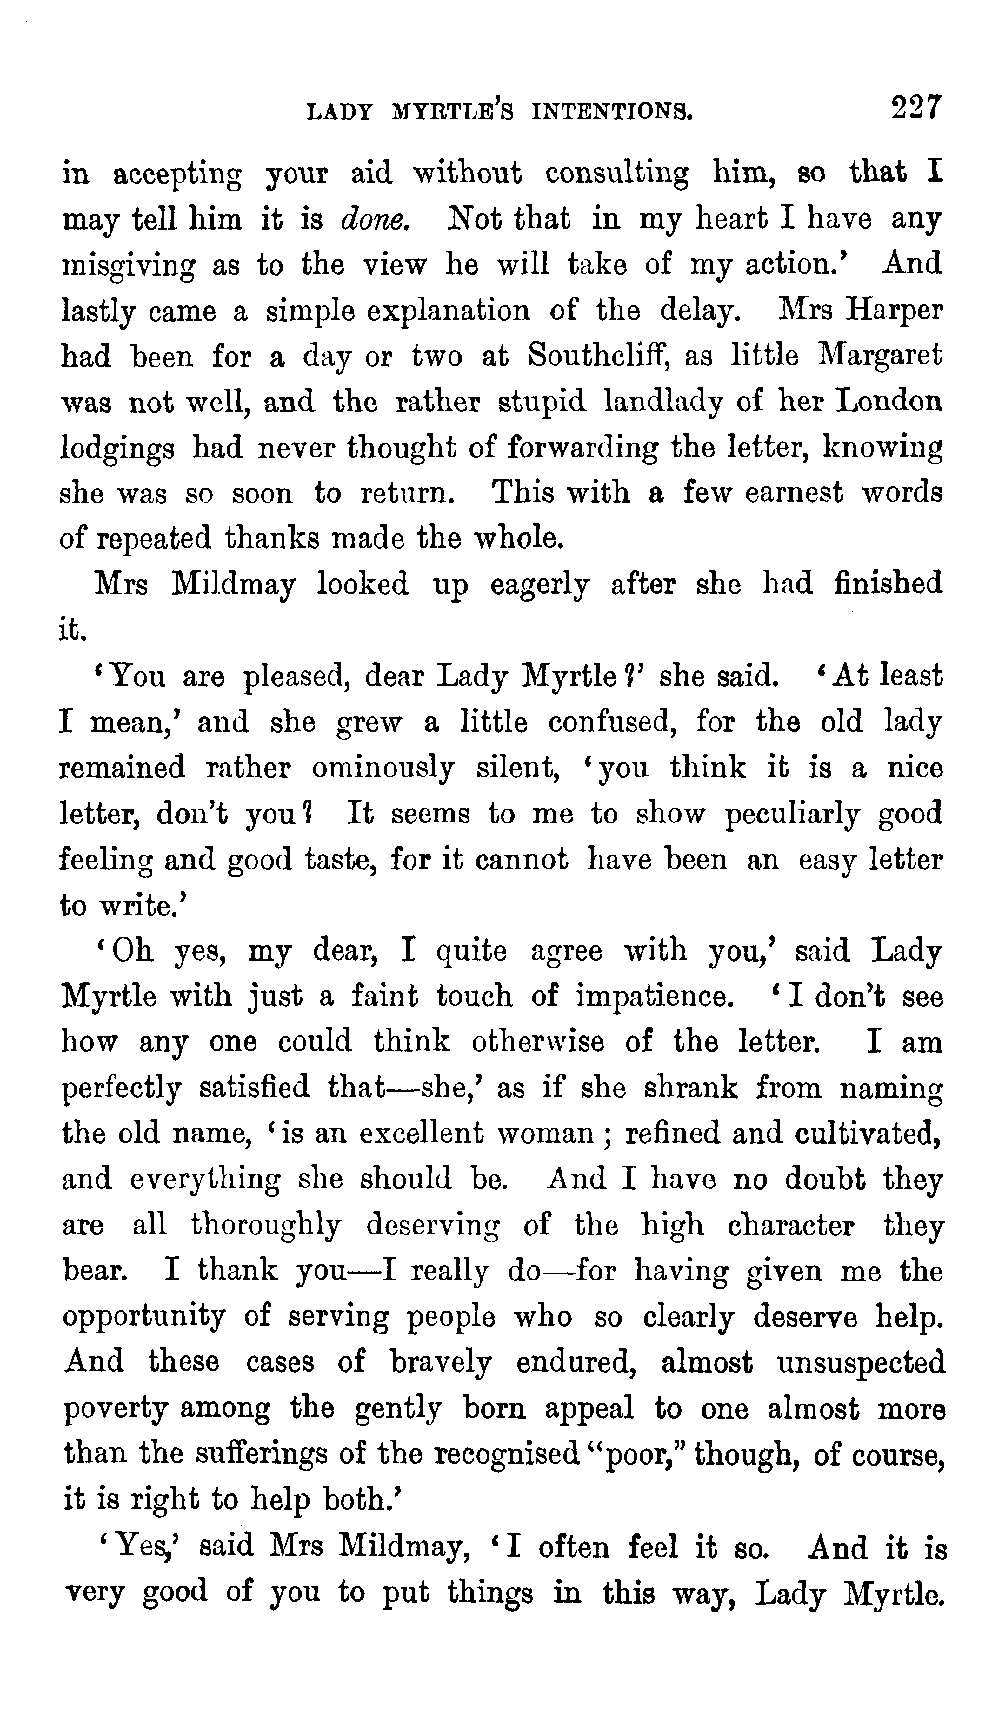 LADY MYRTLE'S INTENTIONS. 227
in accepting your aid without consulting him, so that I
may tell him it is done. Not that in my heart I have any
misgiving as to the view he will take of my action.' And
lastly came a simple explanation of the delay. Mrs Harper
had been for a day or two at Southcliff, as little Margaret
was not well, and the rather stupid landlady of her London
lodgings had never thought of forwarding the letter, knowing
she was so soon to return. This with a few earnest words
of repeated thanks made the whole.
Mrs Mildmay looked up eagerly after she had finished
it.
'You are pleased, dear Lady Myrtle?' she said. 'At least
I mean,' and she grew a little confused, for the old lady
remained rather ominously silent, 'you think it is a nice
letter, don't you? It seems to me to show peculiarly good
feeling and good taste, for it cannot have been an easy letter
to write.'
'Oh yes, my dear, I quite agree with you,' said Lady
Myrtle with just a faint touch of impatience. 'I don't see
how any one could think otherwise of the letter. I am
perfectly satisfied that—she,' as if she shrank from naming
the old name, 'is an excellent woman; refined and cultivated,
and everything she should be. And I have no doubt they
are all thoroughly deserving of the high character they
bear. I thank you—I really do—for having given me the
opportunity of serving people who so clearly deserve help.
And these cases of bravely endured, almost unsuspected
poverty among the gently born appeal to one almost more
than the sufferings of the recognised "poor," though, of course,
it is right to help both.'
'Yes,' said Mrs Mildmay, 'I often feel it so. And it is
very good of you to put things in this way, Lady Myrtle.